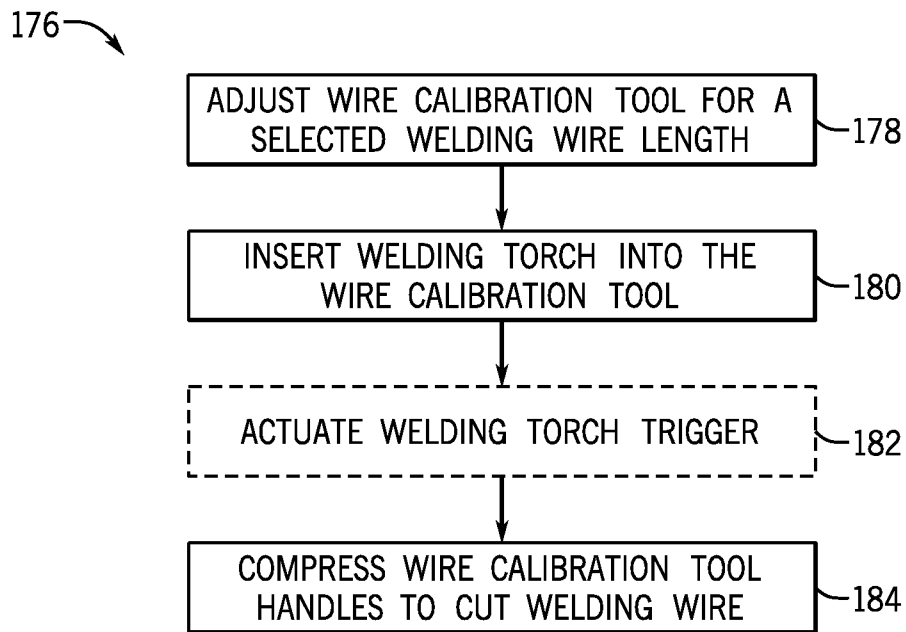 176
ADJUST WIRE CALIBRATION TOOL FOR A
SELECTED WELDING WIRE LENGTH
178
INSERT WELDING TORCH INTO THE
WIRE CALIBRATION TOOL
180
ACTUATE WELDING TORCH TRIGGER
182
COMPRESS WIRE CALIBRATION TOOL
HANDLES TO CUT WELDING WIRE
184